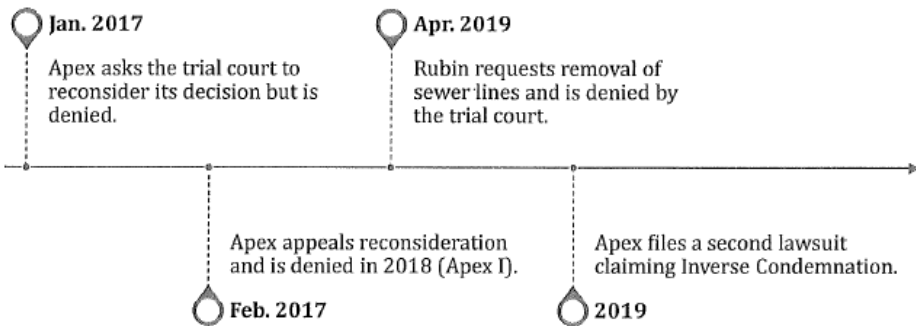 Jan. 2017
Apex asks the trial court to
reconsider its decision but is
denied.
Apr. 2019
Rubin requests removal of
sewer lines and is denied by
the trial court.
Apex appeals reconsideration
and is denied in 2018 (Apex I).
Feb. 2017
Apex files a second lawsuit
claiming Inverse Condemnation.
2019